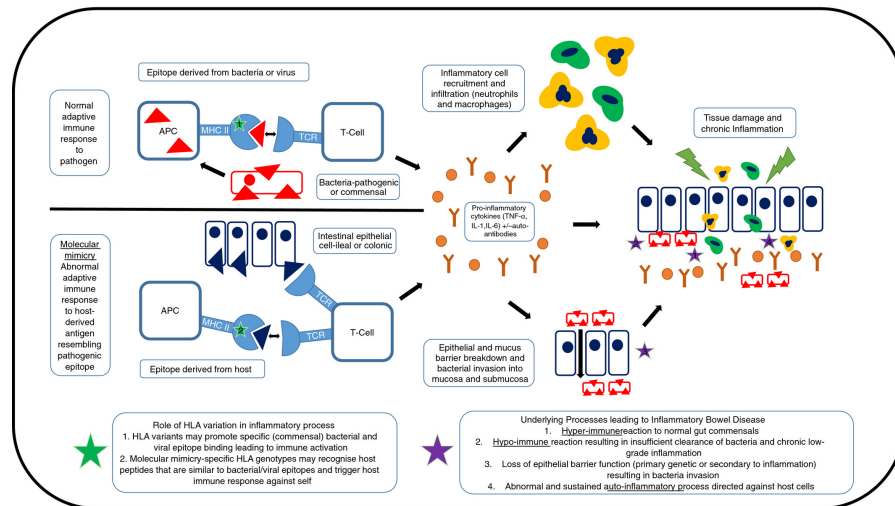 Normal
adaptive
immune
response
to
pathogen
Epitope derived from bacteria or virus
APC
MHC II
TCR
T-Cell
Bacteria-pathogenic
or commensal
Molecular
mimicry
Abnormal
adaptive
immune
response
to host-
derived
antigen
resembling
pathogenic
epitope
Intestinal epithelial
cell-ileal or colonic
TCR
APC
MHC II
TCR
T-Cell
Epitope derived from host
Inflammatory cell
recruitment and
infiltration (neutrophils
and macrophages)
Pro-inflammatory
cytokines (TNF-α,
IL-1,IL-6) +/–auto-
antibodies
Epithelial and mucus
barrier breakdown and
bacterial invasion into
mucosa and submucosa
Tissue damage and
chronic Inflammation
Role of HLA variation in inflammatory process
1. HLA variants may promote specific (commensal) bacterial and
viral epitope binding leading to immune activation
2. Molecular mimicry-specific HLA genotypes may recognise host
peptides that are similar to bacterial/viral epitopes and trigger host
immune response against self
Underlying Processes leading to Inflammatory Bowel Disease
1. Hyper-immunereaction to normal gut commensals
2. Hypo-immune reaction resulting in insufficient clearance of bacteria and chronic low-
grade inflammation
3. Loss of epithelial barrier function (primary genetic or secondary to inflammation)
resulting in bacteria invasion
4. Abnormal and sustained auto-inflammatory process directed against host cells